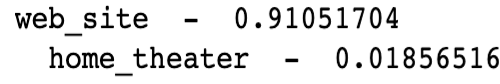 web_site - 0.91051704
home_theater - 0.01856516